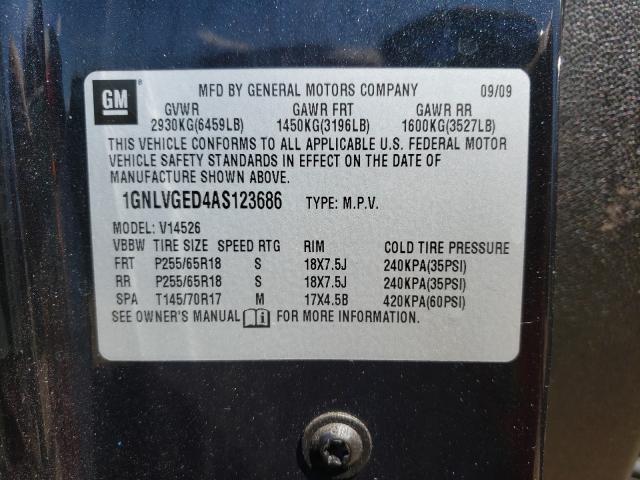 GM
MFD BY GENERAL MOTORS COMPANY 09/09
GVWR GAWR FRT GAWR RR
2930KG(6459LB) 1450KG(3196LB) 1600KG(3527LB)
THIS VEHICLE CONFORMS TO ALL APPLICABLE U.S. FEDERAL MOTOR
VEHICLE SAFETY STANDARDS IN EFFECT ON THE DATE OF
MANUFACTURE SHOWN ABOVE.
1GNLVGED4AS123686 TYPE: M.P.V.
MODEL: V14526
VBBW TIRE SIZE SPEED RTG RIM COLD TIRE PRESSURE
FRT P255/65R18 S 18X7.5J 240KPA(35PSI)
RR P255/65R18 S 18X7.5J 240KPA(35PSI)
SPA T145/70R17 M 17X4.5B 420KPA(60PSI)
SEE OWNER'S MANUAL FOR MORE INFORMATION.